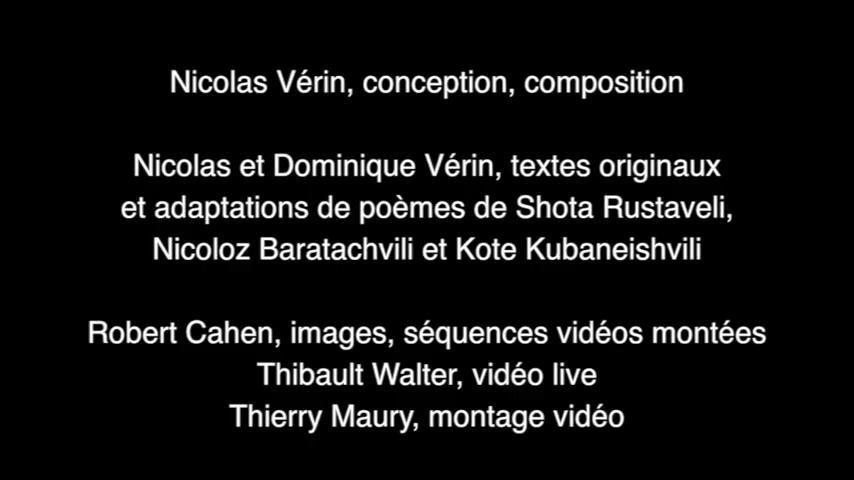 Nicolas Vérin, conception, composition
Nicolas et Dominique Vérin, textes originaux
et adaptations de poèmes de Shota Rustaveli,
Nicoloz Baratachvili et Kote Kubaneishvili
Robert Cahen, images, séquences vidéos montées
Thibault Walter, vidéo live
Thierry Maury, montage vidéo